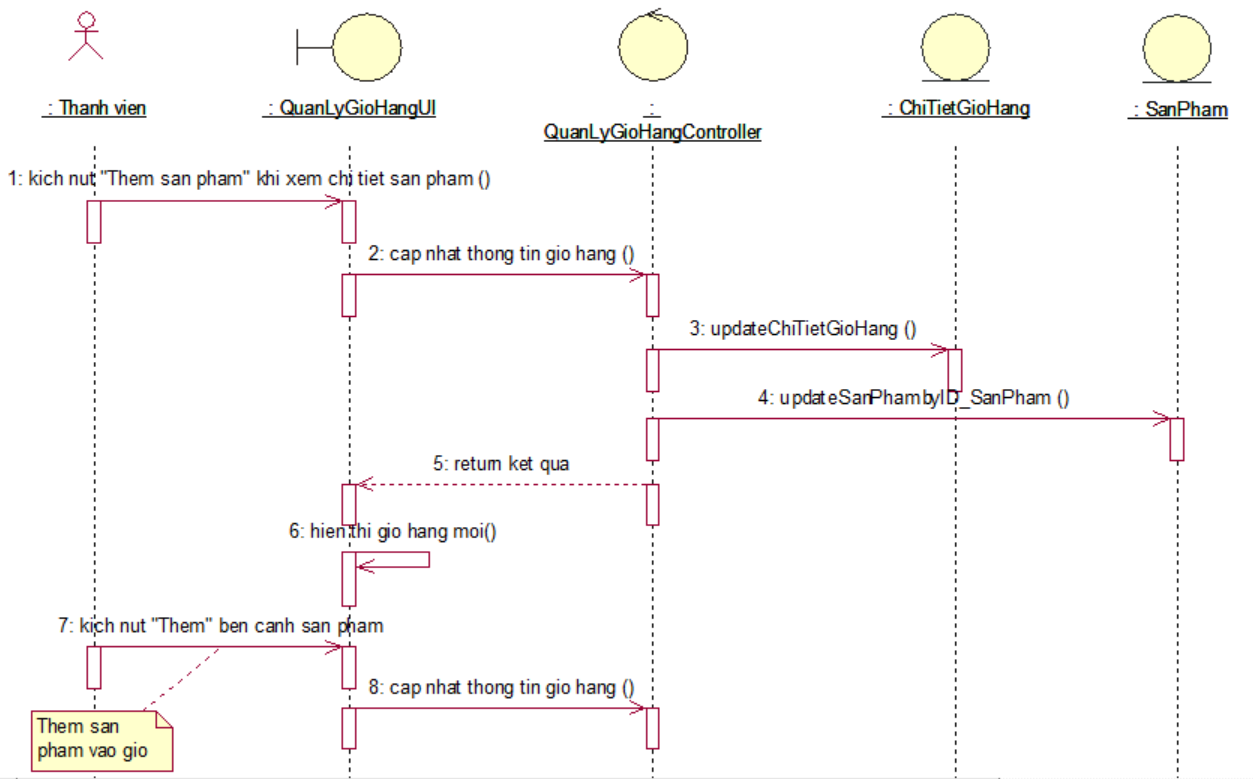 : Thanh vien
: QuanLyGioHangUI
:
QuanLyGioHangController
: ChiTietGioHang
: SanPham
1: kich nut "Them san pham" khi xem chi tiet san pham ()
2: cap nhat thong tin gio hang ()
3: updateChiTietGioHang ()
4: updateSanPhambyID_SanPham ()
5: return ket qua
6: hien thi gio hang moi()
7: kich nut "Them" ben canh san pham
8: cap nhat thong tin gio hang ()
Them san
pham vao gio